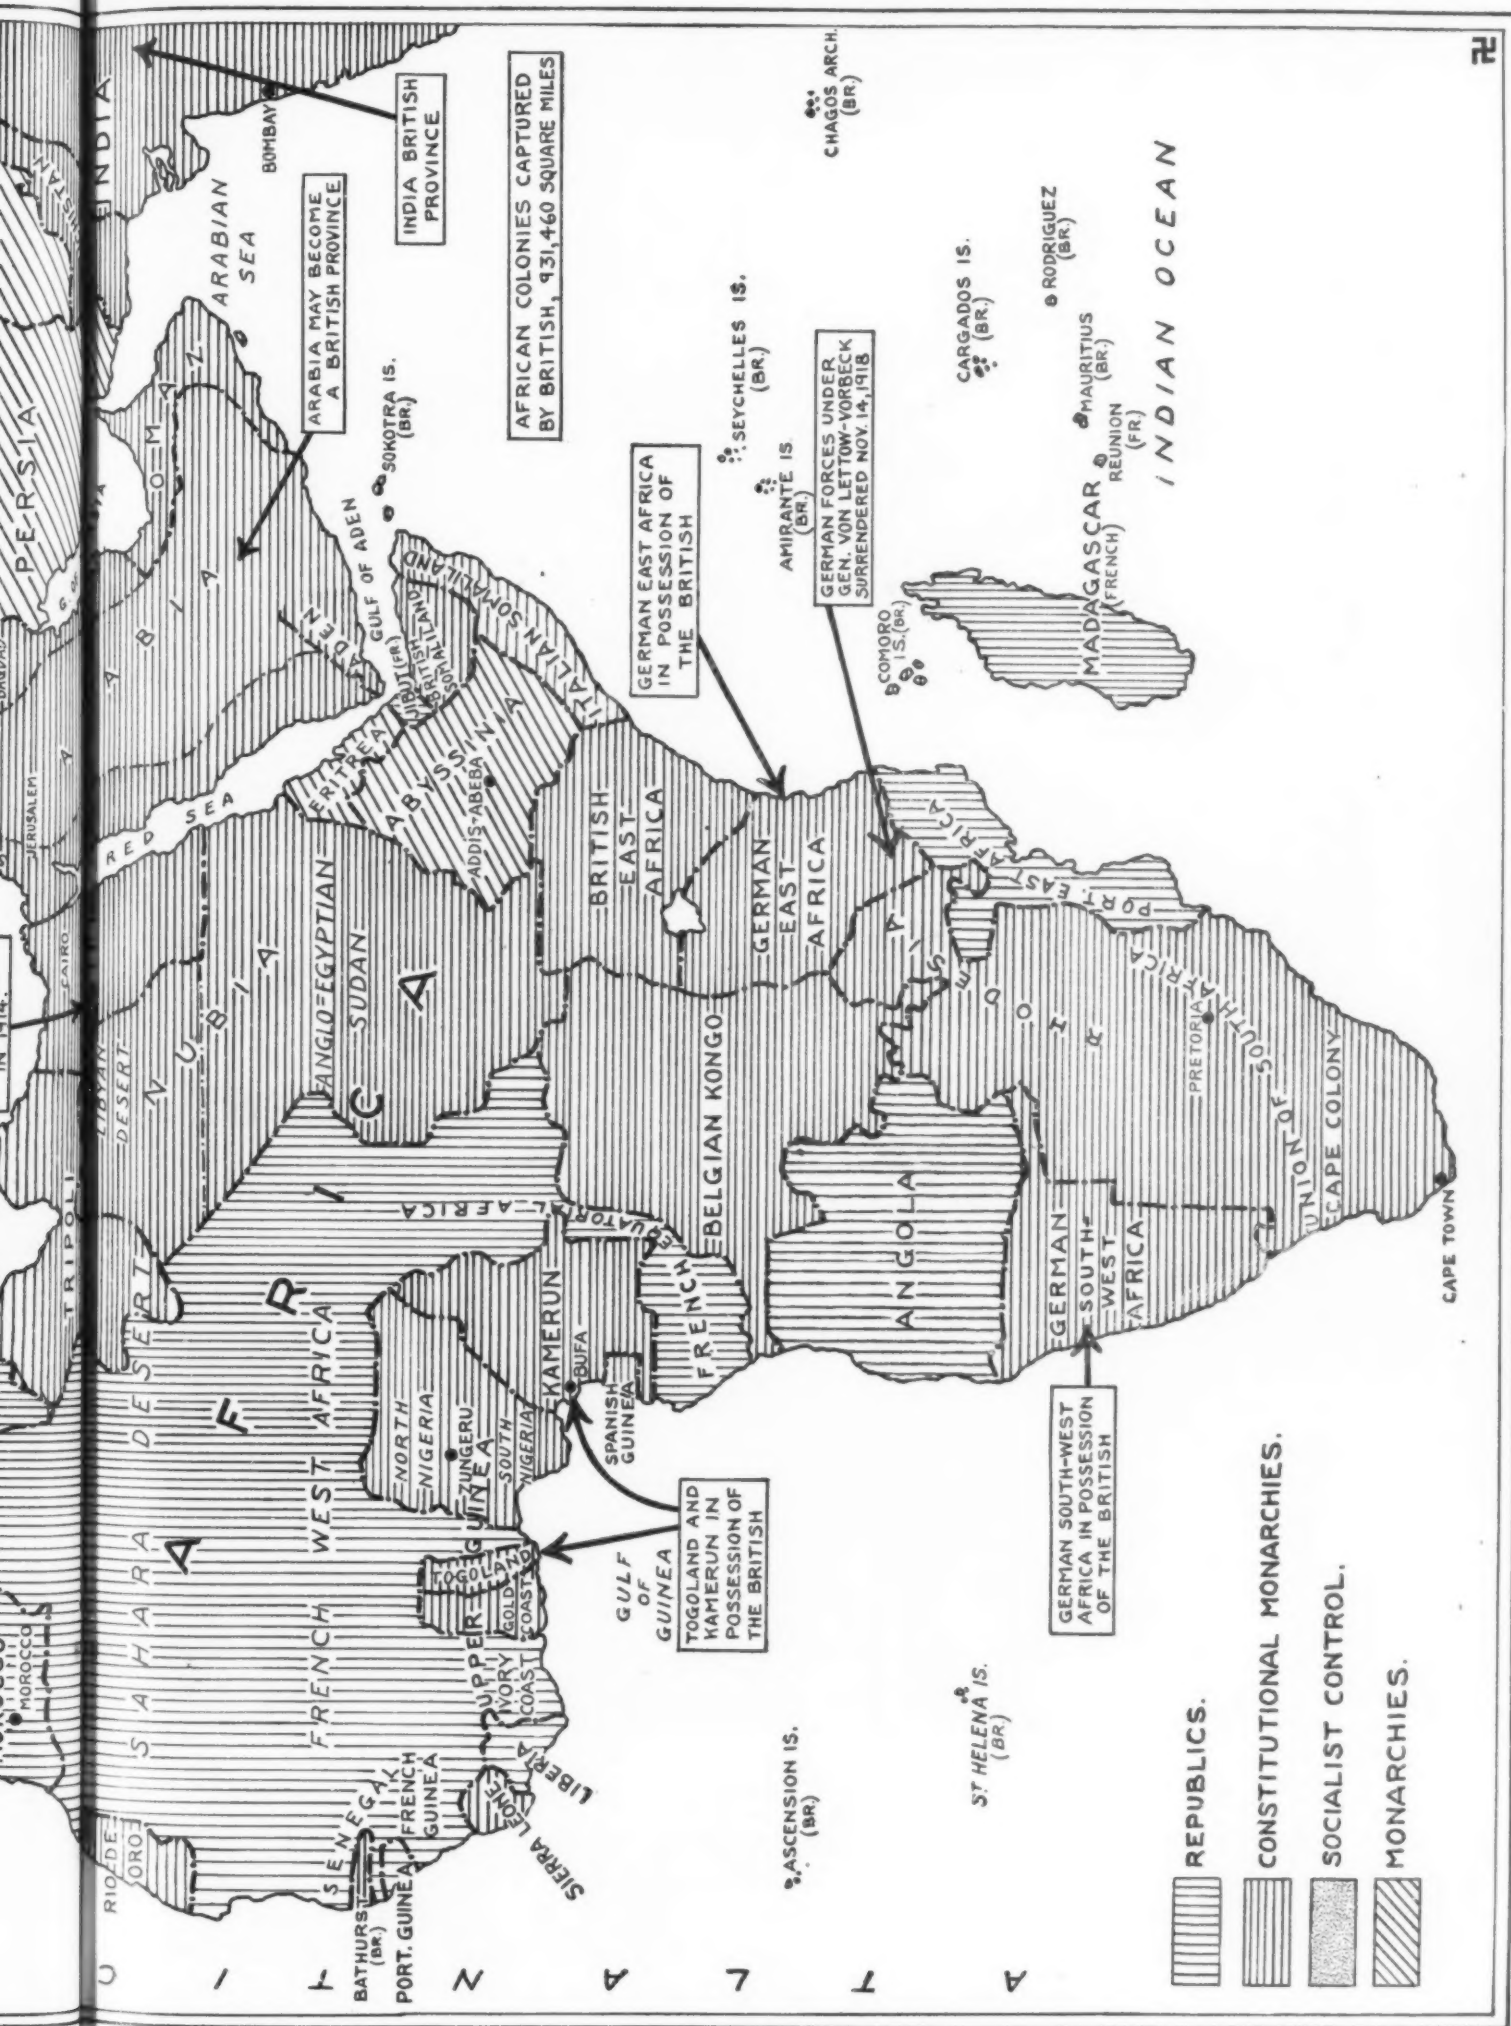 PERSIA
INDIA
BOMBAY
INDIA BRITISH
PROVINCE
ARABIAN
SEA
ARABIA MAY BECOME
A BRITISH PROVINCE
AFRICAN COLONIES CAPTURED
BY BRITISH, 931,460 SQUARE MILES
OMAN
ARABIA
JERUSALEM
CAIRO
RED SEA
ADEN
GULF OF ADEN
SOKOTRA IS.
(BR.)
IN 1914.
TRIPOLI
LIBYAN
DESERT
NUBIA
ANGLO=EGYPTIAN
SUDAN
ERITREA
JIBUTI (FR.)
BRITISH
SOMALILAND
ITALIAN SOMALILAND
ABYSSINIA
ADDIS-ABEBA
MOROCCO
SAHARA DESERT
AFRICA
RIO DE
ORO
FRENCH WEST AFRICA
SENEGAL
BATHURST
(BR.)
PORT. GUINEA
FRENCH
GUINEA
SIERRA LEONE
LIBERIA
IVORY
COAST
UPPER GUINEA
GOLD
COAST
TOGOLAND
NORTH
NIGERIA
ZUNGERU
SOUTH
NIGERIA
KAMERUN
BUFA
SPANISH
GUINEA
FRENCH
EQUATORIAL AFRICA
BELGIAN KONGO
BRITISH
EAST
AFRICA
GERMAN
EAST
AFRICA
GERMAN EAST AFRICA
IN POSSESSION OF
THE BRITISH
SEYCHELLES IS.
(BR.)
AMIRANTE IS.
(BR.)
CHAGOS ARCH.
(BR.)
GERMAN FORCES UNDER
GEN. VON LETTOW-VORBECK
SURRENDERED NOV. 14, 1918
COMORO
IS. (BR.)
CARGADOS IS.
(BR.)
RODRIGUEZ
(BR.)
MAURITIUS
(BR.)
REUNION
(FR.)
MADAGASCAR
(FRENCH)
INDIAN OCEAN
GULF
OF
GUINEA
TOGOLAND AND
KAMERUN IN
POSSESSION OF
THE BRITISH
ANGOLA
RHODESIA
PORT. EAST AFRICA
GERMAN
SOUTH-
WEST
AFRICA
GERMAN SOUTH-WEST
AFRICA IN POSSESSION
OF THE BRITISH
PRETORIA
UNION OF SOUTH AFRICA
CAPE COLONY
CAPE TOWN
ASCENSION IS.
(BR.)
ST HELENA IS.
(BR.)
ATLANTIC
REPUBLICS.
CONSTITUTIONAL MONARCHIES.
SOCIALIST CONTROL.
MONARCHIES.